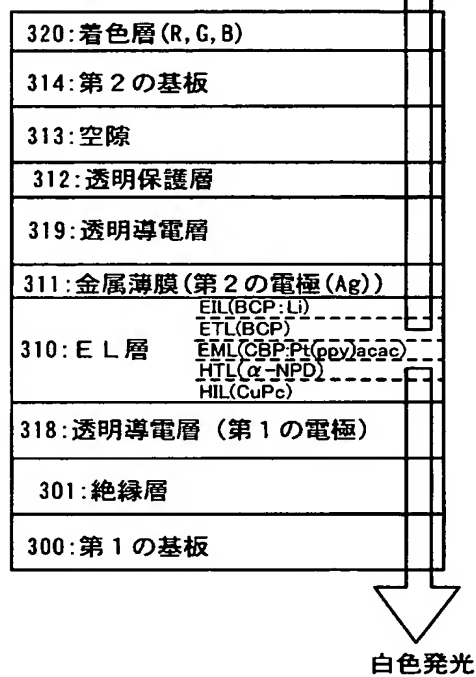 320:着色層(R,G,B)
314:第2の基板
313:空隙
312:透明保護層
319:透明導電層
311:金属薄膜(第2の電極(Ag))
310:EL層
EIL(BCP:Li)
ETL(BCP)
EML(CBP:Pt(ppy)acac)
HTL(α-NPD)
HIL(CuPc)
318:透明導電層(第1の電極)
301:絶縁層
300:第1の基板
白色発光